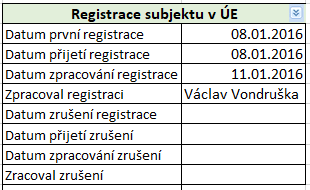 Registrace subjektu v ÚE
Datum první registrace 08.01.2016
Datum přijetí registrace 08.01.2016
Datum zpracování registrace 11.01.2016
Zpracoval registraci Václav Vondruška
Datum zrušení registrace
Datum přijetí zrušení
Datum zpracování zrušení
Zracoval zrušení